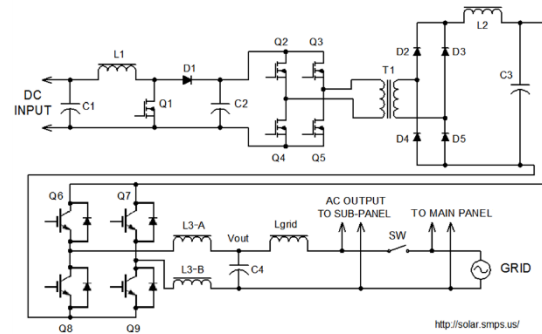 L1
D1
Q2
Q3
D2
D3
L2
DC
INPUT
C1
Q1
C2
T1
C3
Q4
Q5
D4
D5
Q6
Q7
L3-A
Vout
Lgrid
AC OUTPUT
TO SUB-PANEL
SW
TO MAIN PANEL
L3-B
C4
GRID
Q8
Q9
http://solar.smps.us/